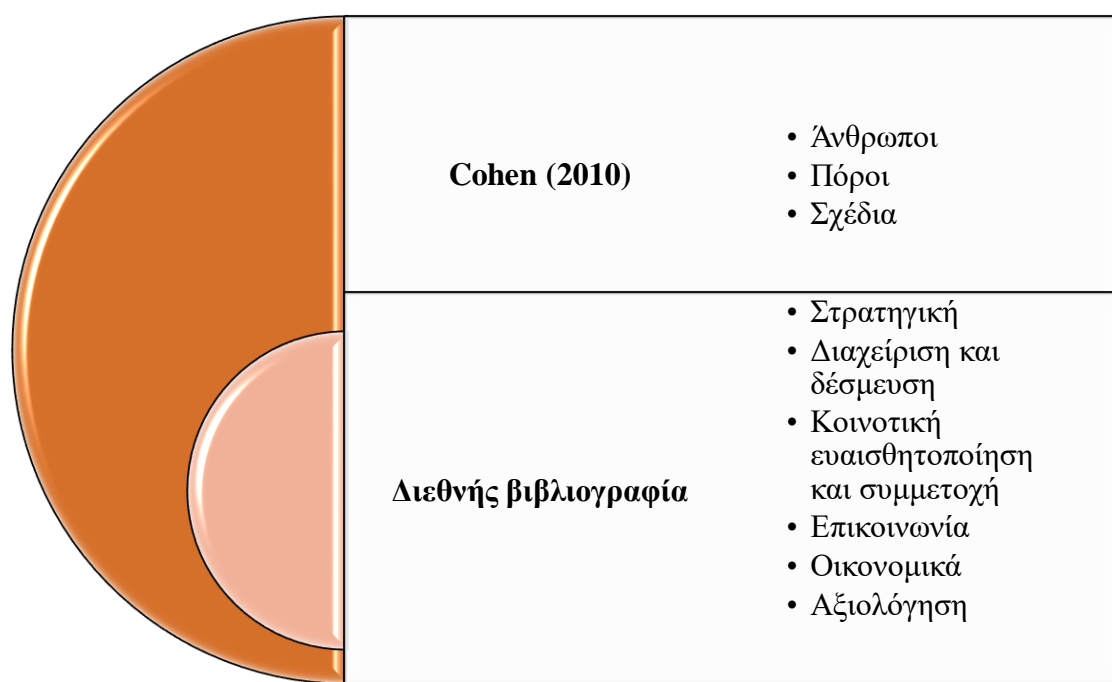 Cohen (2010)
• Άνθρωποι
• Πόροι
• Σχέδια
Διεθνής βιβλιογραφία
• Στρατηγική
• Διαχείριση και
δέσμευση
• Κοινοτική
ευαισθητοποίηση
και συμμετοχή
• Επικοινωνία
• Οικονομικά
• Αξιολόγηση